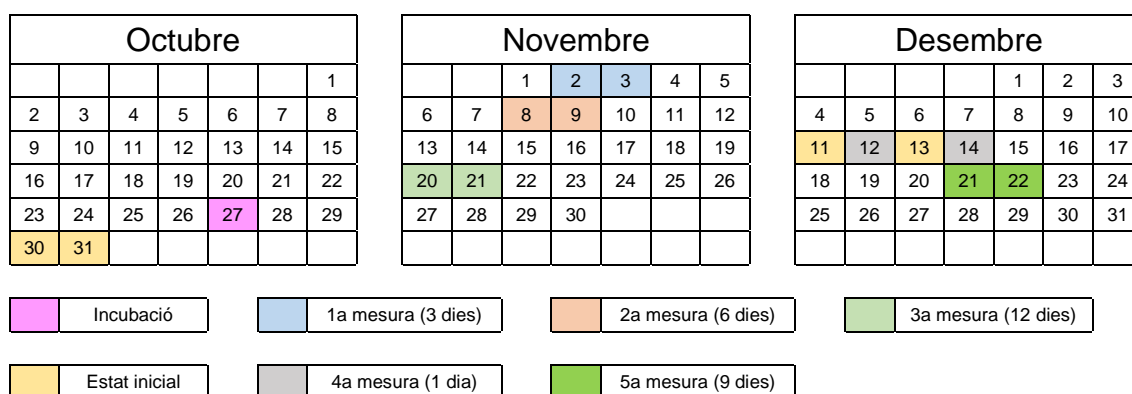 Octubre
1
2 3 4 5 6 7 8
9 10 11 12 13 14 15
16 17 18 19 20 21 22
23 24 25 26 27 28 29
30 31
Novembre
1 2 3 4 5
6 7 8 9 10 11 12
13 14 15 16 17 18 19
20 21 22 23 24 25 26
27 28 29 30
Desembre
1 2 3
4 5 6 7 8 9 10
11 12 13 14 15 16 17
18 19 20 21 22 23 24
25 26 27 28 29 30 31
Incubació
1a mesura (3 dies)
2a mesura (6 dies)
3a mesura (12 dies)
Estat inicial
4a mesura (1 dia)
5a mesura (9 dies)